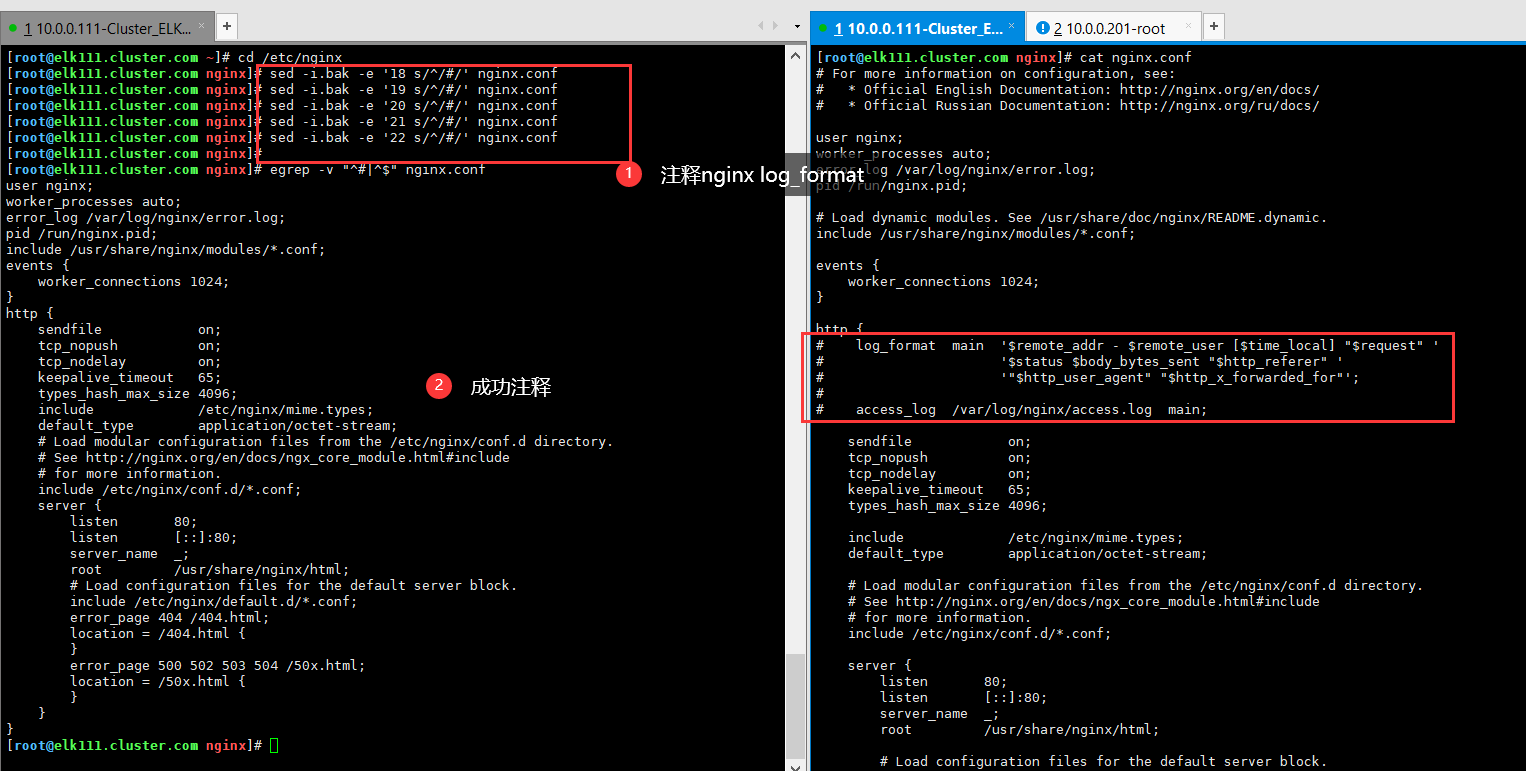 1 10.0.0.111-Cluster_ELK... × +
[root@elk111.cluster.com ~]# cd /etc/nginx
[root@elk111.cluster.com nginx]# sed -i.bak -e '18 s/^/#/' nginx.conf
[root@elk111.cluster.com nginx]# sed -i.bak -e '19 s/^/#/' nginx.conf
[root@elk111.cluster.com nginx]# sed -i.bak -e '20 s/^/#/' nginx.conf
[root@elk111.cluster.com nginx]# sed -i.bak -e '21 s/^/#/' nginx.conf
[root@elk111.cluster.com nginx]# sed -i.bak -e '22 s/^/#/' nginx.conf
[root@elk111.cluster.com nginx]#
[root@elk111.cluster.com nginx]# egrep -v "^#|^$" nginx.conf
user nginx;
worker_processes auto;
error_log /var/log/nginx/error.log;
pid /run/nginx.pid;
include /usr/share/nginx/modules/*.conf;
events {
    worker_connections 1024;
}
http {
    sendfile            on;
    tcp_nopush          on;
    tcp_nodelay         on;
    keepalive_timeout   65;
    types_hash_max_size 4096;
    include             /etc/nginx/mime.types;
    default_type        application/octet-stream;
    # Load modular configuration files from the /etc/nginx/conf.d directory.
    # See http://nginx.org/en/docs/ngx_core_module.html#include
    # for more information.
    include /etc/nginx/conf.d/*.conf;
    server {
        listen       80;
        listen       [::]:80;
        server_name  _;
        root         /usr/share/nginx/html;
        # Load configuration files for the default server block.
        include /etc/nginx/default.d/*.conf;
        error_page 404 /404.html;
        location = /404.html {
        }
        error_page 500 502 503 504 /50x.html;
        location = /50x.html {
        }
    }
}
[root@elk111.cluster.com nginx]#
1 注释nginx log_format
2 成功注释
1 10.0.0.111-Cluster_E... × 2 10.0.0.201-root × +
[root@elk111.cluster.com nginx]# cat nginx.conf
# For more information on configuration, see:
#   * Official English Documentation: http://nginx.org/en/docs/
#   * Official Russian Documentation: http://nginx.org/ru/docs/
user nginx;
worker_processes auto;
error_log /var/log/nginx/error.log;
pid /run/nginx.pid;
# Load dynamic modules. See /usr/share/doc/nginx/README.dynamic.
include /usr/share/nginx/modules/*.conf;
events {
    worker_connections 1024;
}
http {
#    log_format  main  '$remote_addr - $remote_user [$time_local] "$request" '
#                      '$status $body_bytes_sent "$http_referer" '
#                      '"$http_user_agent" "$http_x_forwarded_for"';
#
#    access_log  /var/log/nginx/access.log  main;
    sendfile            on;
    tcp_nopush          on;
    tcp_nodelay         on;
    keepalive_timeout   65;
    types_hash_max_size 4096;
    include             /etc/nginx/mime.types;
    default_type        application/octet-stream;
    # Load modular configuration files from the /etc/nginx/conf.d directory.
    # See http://nginx.org/en/docs/ngx_core_module.html#include
    # for more information.
    include /etc/nginx/conf.d/*.conf;
    server {
        listen       80;
        listen       [::]:80;
        server_name  _;
        root         /usr/share/nginx/html;
        # Load configuration files for the default server block.